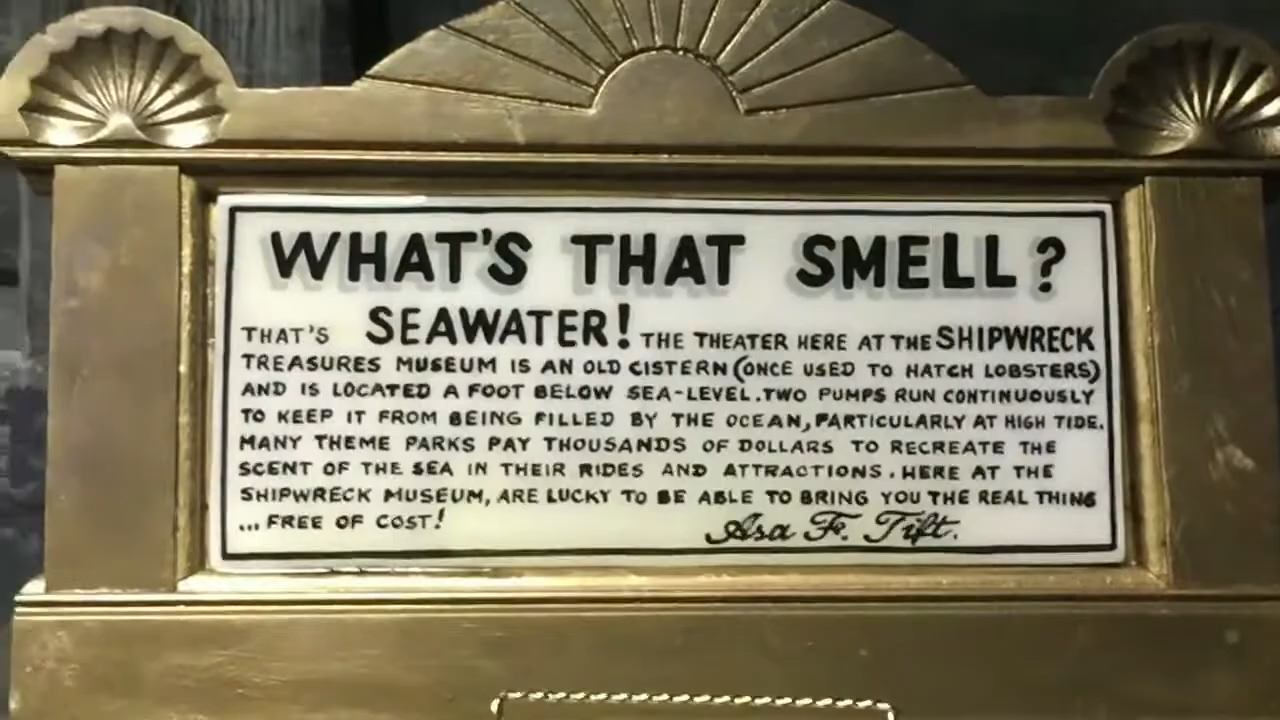 WHAT'S THAT SMELL?
THAT'S SEAWATER! THE THEATER HERE AT THE SHIPWRECK
TREASURES MUSEUM IS AN OLD CISTERN (ONCE USED TO HATCH LOBSTERS)
AND IS LOCATED A FOOT BELOW SEA-LEVEL. TWO PUMPS RUN CONTINUOUSLY
TO KEEP IT FROM BEING FILLED BY THE OCEAN, PARTICULARLY AT HIGH TIDE.
MANY THEME PARKS PAY THOUSANDS OF DOLLARS TO RECREATE THE
SCENT OF THE SEA IN THEIR RIDES AND ATTRACTIONS. HERE AT THE
SHIPWRECK MUSEUM, ARE LUCKY TO BE ABLE TO BRING YOU THE REAL THING
... FREE OF COST!
Asa F. Tift.